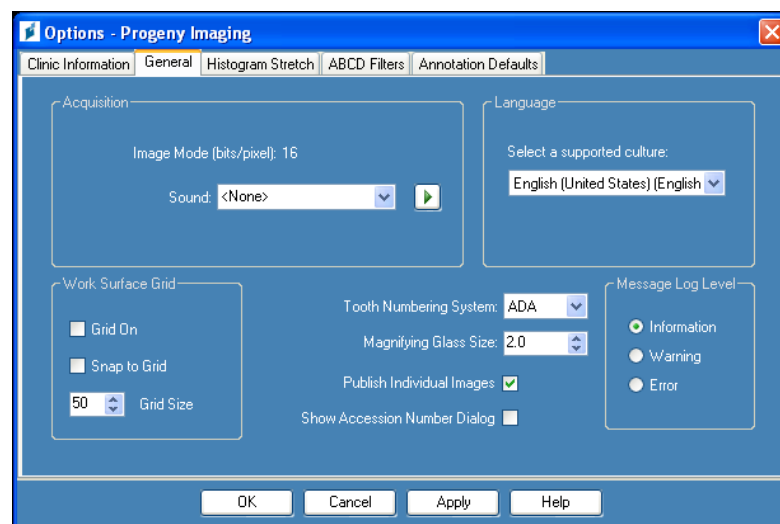 Options - Progeny Imaging
Clinic Information General Histogram Stretch ABCD Filters Annotation Defaults
Acquisition
Image Mode (bits/pixel): 16
Sound: <None>
Language
Select a supported culture:
English (United States) (English
Work Surface Grid
Grid On
Snap to Grid
50 Grid Size
Tooth Numbering System: ADA
Magnifying Glass Size: 2.0
Publish Individual Images
Show Accession Number Dialog
Message Log Level
Information
Warning
Error
OK Cancel Apply Help